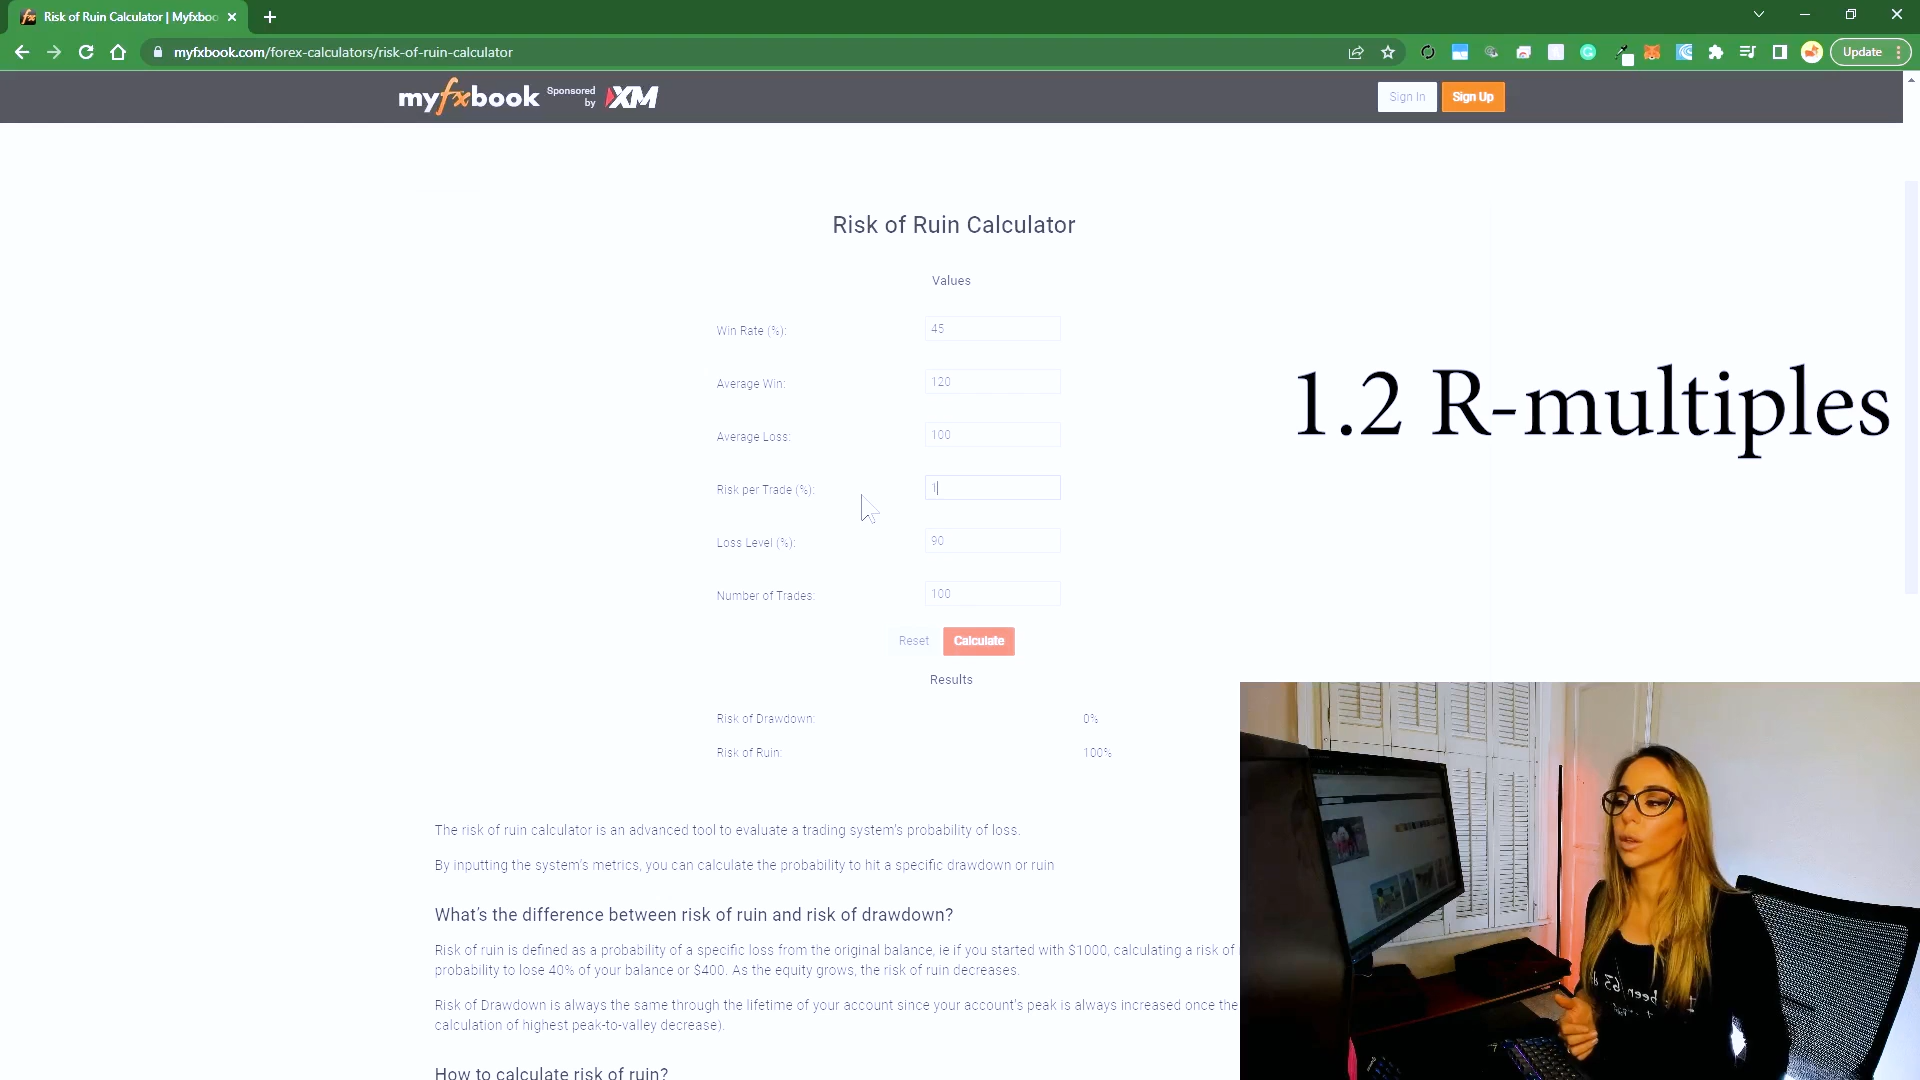 Risk of Ruin Calculator | Myfxboo
myfxbook.com/forex-calculators/risk-of-ruin-calculator
Update
myfxbook Sponsored by XM
Sign In
Sign Up
Risk of Ruin Calculator
Values
Win Rate (%): 45
Average Win: 120
1.2 R-multiples
Average Loss: 100
Risk per Trade (%): 1
Loss Level (%): 90
Number of Trades: 100
Reset Calculate
Results
Risk of Drawdown: 0%
Risk of Ruin: 100%
The risk of ruin calculator is an advanced tool to evaluate a trading system's probability of loss.
By inputting the system's metrics, you can calculate the probability to hit a specific drawdown or ruin
What's the difference between risk of ruin and risk of drawdown?
Risk of ruin is defined as a probability of a specific loss from the original balance, ie if you started with $1000, calculating a risk of
probability to lose 40% of your balance or $400. As the equity grows, the risk of ruin decreases.
Risk of Drawdown is always the same through the lifetime of your account since your account's peak is always increased once the
calculation of highest peak-to-valley decrease).
How to calculate risk of ruin?